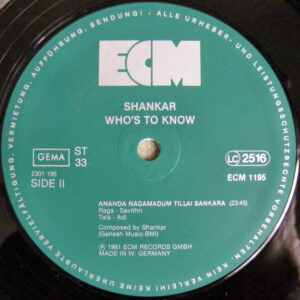 ECM
SHANKAR
WHO'S TO KNOW
GEMA
ST
33
2301 195
SIDE II
LC 2516
ECM 1195
ANANDA NADAMADUM TILLAI SANKARA (23:45)
Raga - Savithri
Tala - Adi
Composed by Shankar
(Ganesh Music-BMI)
Ⓟ 1981 ECM RECORDS GMBH
MADE IN W. GERMANY
ALLE URHEBER- UND LEISTUNGSSCHUTZRECHTE VORBEHALTEN · KEIN VERLEIH! KEINE UNERLAUBTE VERVIELFÄLTIGUNG, VERMIETUNG, AUFFÜHRUNG, SENDUNG! -